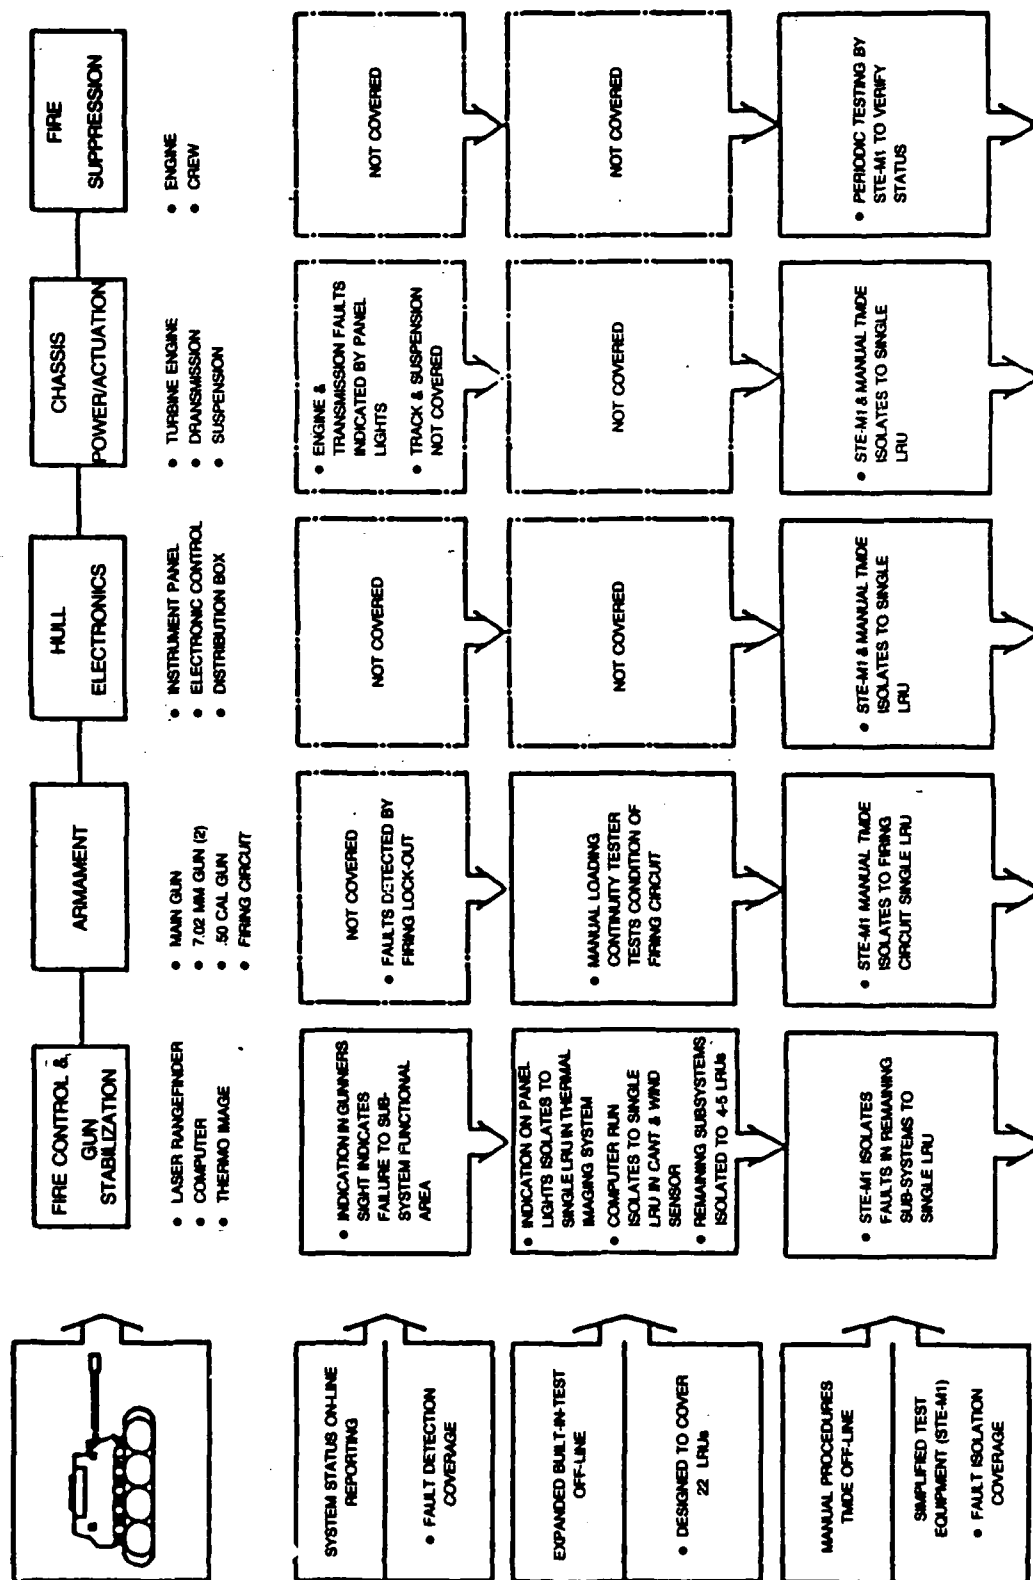 FIRE CONTROL &
GUN
STABILIZATION
ARMAMENT
HULL
ELECTRONICS
CHASSIS
POWER/ACTUATION
FIRE
SUPPRESSION
● LASER RANGEFINDER
● COMPUTER
● THERMO IMAGE
● MAIN GUN
● 7.02 MM GUN (2)
● .50 CAL GUN
● FIRING CIRCUIT
● INSTRUMENT PANEL
● ELECTRONIC CONTROL
● DISTRIBUTION BOX
● TURBINE ENGINE
● DRANSMISSION
● SUSPENSION
● ENGINE
● CREW
SYSTEM STATUS ON-LINE
REPORTING
● FAULT DETECTION
COVERAGE
● INDICATION IN GUNNERS
SIGHT INDICATES
FAILURE TO SUB-
SYSTEM FUNCTIONAL
AREA
NOT COVERED
● FAULTS DETECTED BY
FIRING LOCK-OUT
NOT COVERED
● ENGINE &
TRANSMISSION FAULTS
INDICATED BY PANEL
LIGHTS
● TRACK & SUSPENSION
NOT COVERED
NOT COVERED
EXPANDED BUILT-IN-TEST
OFF-LINE
● DESIGNED TO COVER
22 LRUs
● INDICATION ON PANEL
LIGHTS ISOLATES TO
SINGLE LRU IN THERMAL
IMAGING SYSTEM
● COMPUTER RUN
ISOLATES TO SINGLE
LRU IN CANT & WIND
SENSOR
● REMAINING SUBSYSTEMS
ISOLATED TO 4-5 LRUs
● MANUAL LOADING
CONTINUITY TESTER
TESTS CONDITION OF
FIRING CIRCUIT
NOT COVERED
NOT COVERED
NOT COVERED
MANUAL PROCEDURES
TMDE OFF-LINE
SIMPLIFIED TEST
EQUIPMENT (STE-M1)
● FAULT ISOLATION
COVERAGE
● STE-M1 ISOLATES
FAULTS IN REMAINING
SUB-SYSTEMS TO
SINGLE LRU
● STE-M1 MANUAL TMDE
ISOLATES TO FIRING
CIRCUIT SINGLE LRU
● STE-M1 & MANUAL TMDE
ISOLATES TO SINGLE
LRU
● STE-M1 & MANUAL TMDE
ISOLATES TO SINGLE
LRU
● PERIODIC TESTING BY
STE-M1 TO VERIFY
STATUS